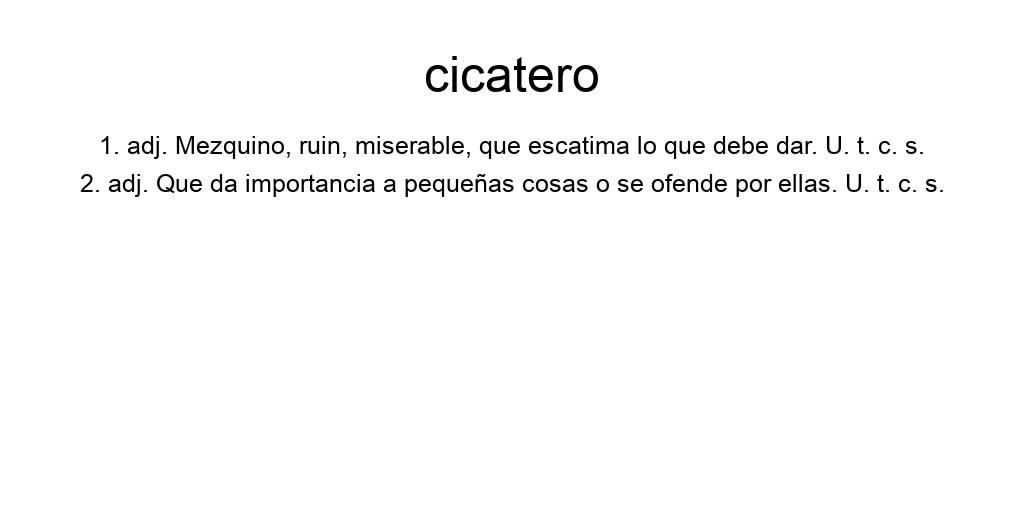 cicatero
1. adj. Mezquino, ruin, miserable, que escatima lo que debe dar. U. t. c. s.
2. adj. Que da importancia a pequeñas cosas o se ofende por ellas. U. t. c. s.